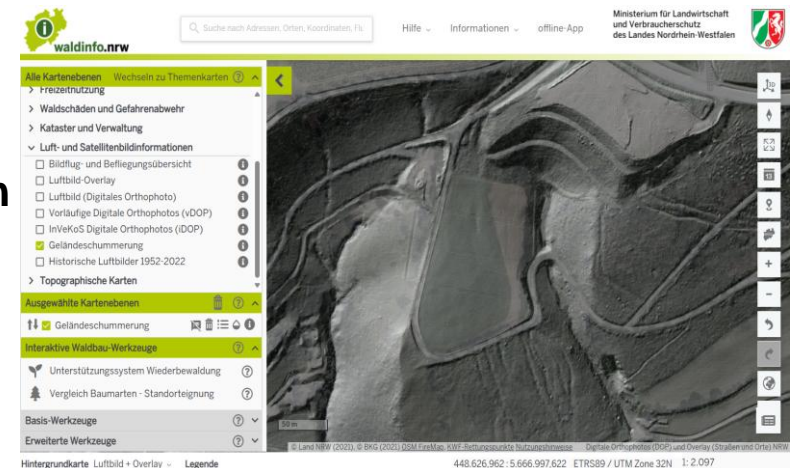 waldinfo.nrw
Suche nach Adressen, Orten, Koordinaten, Fl
Hilfe
Informationen
offline-App
Ministerium für Landwirtschaft
und Verbraucherschutz
des Landes Nordrhein-Westfalen
Alle Kartenebenen Wechseln zu Themenkarten ?
Freizeitnutzung
Waldschäden und Gefahrenabwehr
Kataster und Verwaltung
Luft- und Satellitenbildinformationen
Bildflug- und Befliegungsübersicht
Luftbild-Overlay
Luftbild (Digitales Orthophoto)
Vorläufige Digitale Orthophotos (vDOP)
InVeKoS Digitale Orthophotos (iDOP)
Geländeschummerung
Historische Luftbilder 1952-2022
Topographische Karten
Ausgewählte Kartenebenen ?
Geländeschummerung
Interaktive Waldbau-Werkzeuge ?
Unterstützungssystem Wiederbewaldung ?
Vergleich Baumarten - Standorteignung ?
Basis-Werkzeuge ?
Erweiterte Werkzeuge ?
50 m
© Land NRW (2021), © BKG (2021) OSM FireMap, KWF-Rettungspunkte Nutzungshinweise Digitale Orthophotos (DOP) und Overlay (Straßen und Orte) NRW
Hintergrundkarte Luftbild + Overlay Legende
448.626,962 : 5.666.997,622 ETRS89 / UTM Zone 32N 1: 2.097